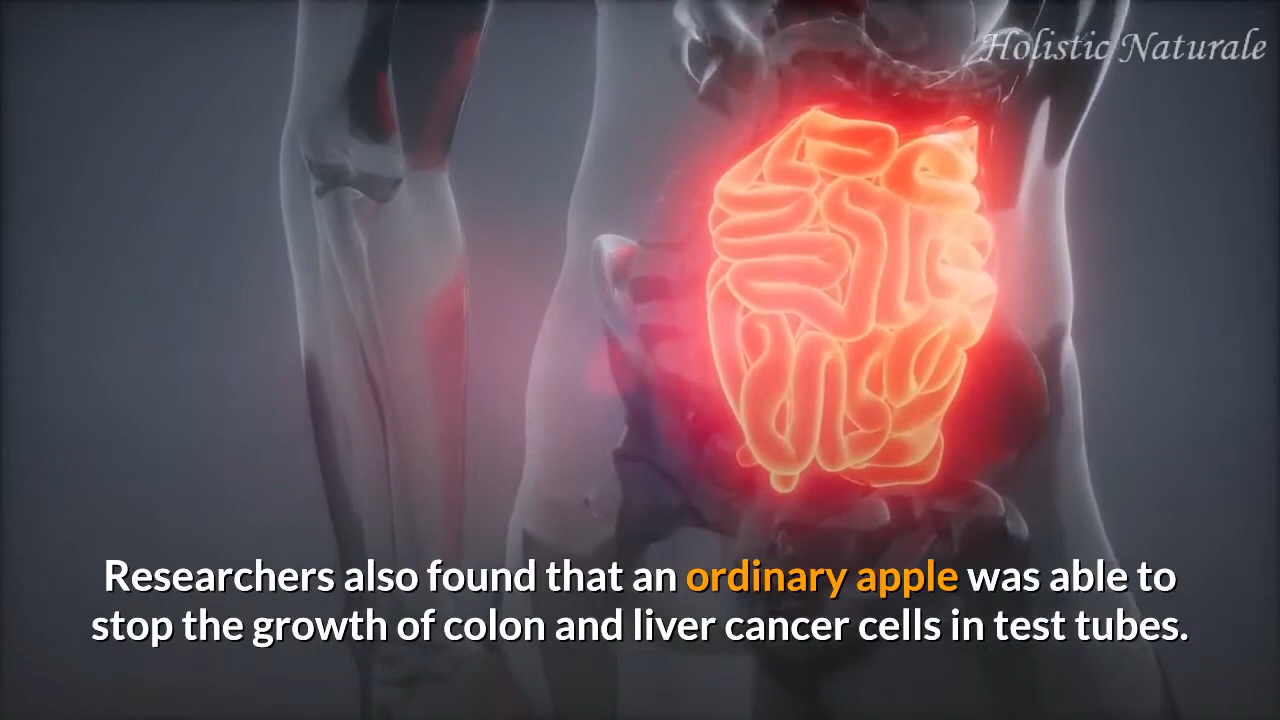 Holistic Naturale
Researchers also found that an ordinary apple was able to
stop the growth of colon and liver cancer cells in test tubes.